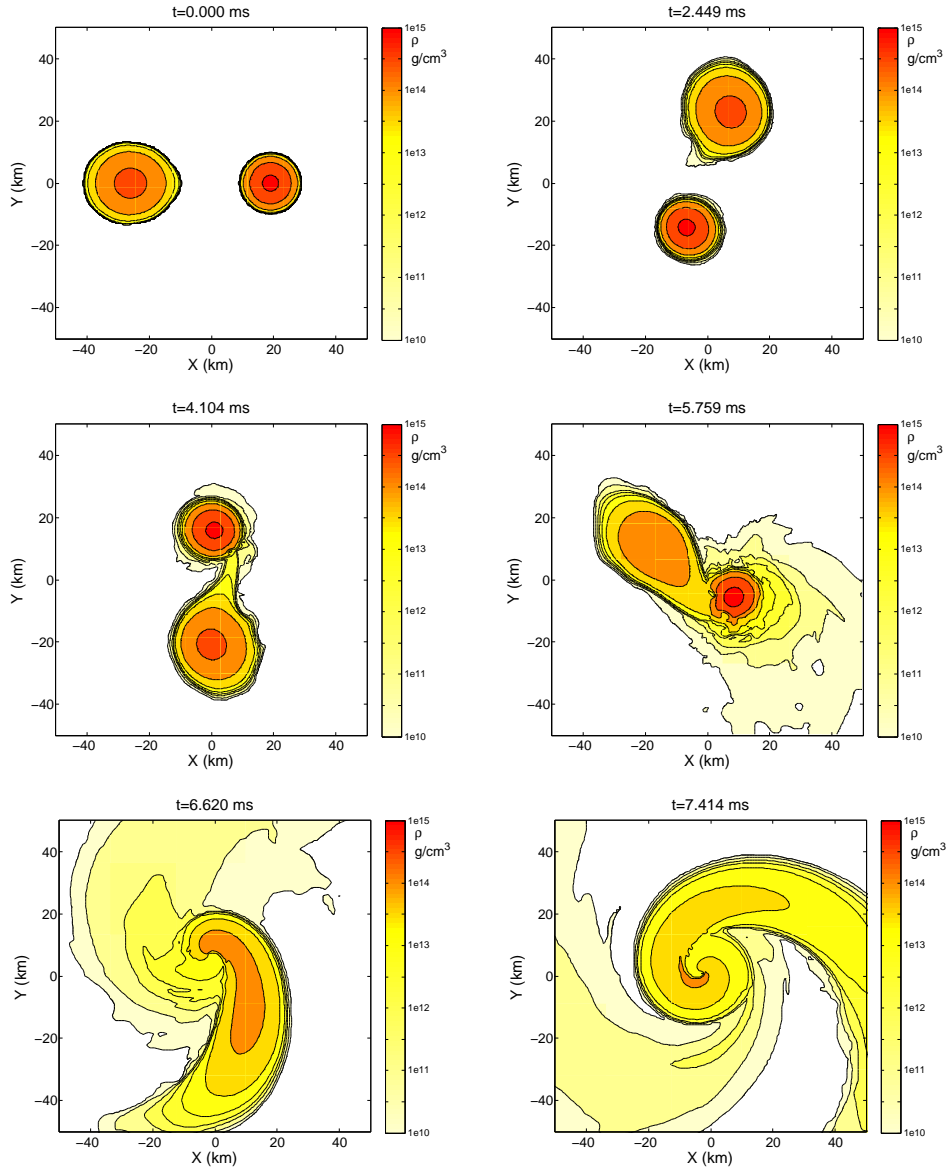 t=0.000 ms
t=2.449 ms
50
40
20
0
−20
−40
Y (km)
−40
−20
0
20
40
X (km)
1e15
ρ
g/cm³
1e14
1e13
1e12
1e11
1e10
40
20
0
−20
−40
Y (km)
−40
−20
0
20
40
X (km)
1e15
ρ
g/cm³
1e14
1e13
1e12
1e11
1e10
t=4.104 ms
t=5.759 ms
40
20
0
−20
−40
Y (km)
−40
−20
0
20
40
X (km)
1e15
ρ
g/cm³
1e14
1e13
1e12
1e11
1e10
40
20
0
−20
−40
Y (km)
−40
−20
0
20
40
X (km)
1e15
ρ
g/cm³
1e14
1e13
1e12
1e11
1e10
t=6.620 ms
t=7.414 ms
40
20
0
−20
−40
Y (km)
−40
−20
0
20
40
X (km)
1e15
ρ
g/cm³
1e14
1e13
1e12
1e11
1e10
40
20
0
−20
−40
Y (km)
−40
−20
0
20
40
X (km)
1e15
ρ
g/cm³
1e14
1e13
1e12
1e11
1e10